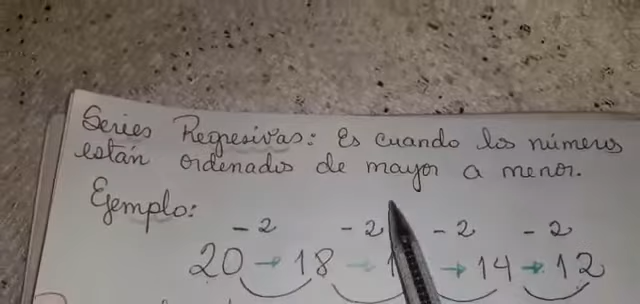 Series Regresivas: Es cuando los números
están ordenados de mayor a menor.
Ejemplo:
-2 -2 -2 -2
20 → 18 → → 14 → 12